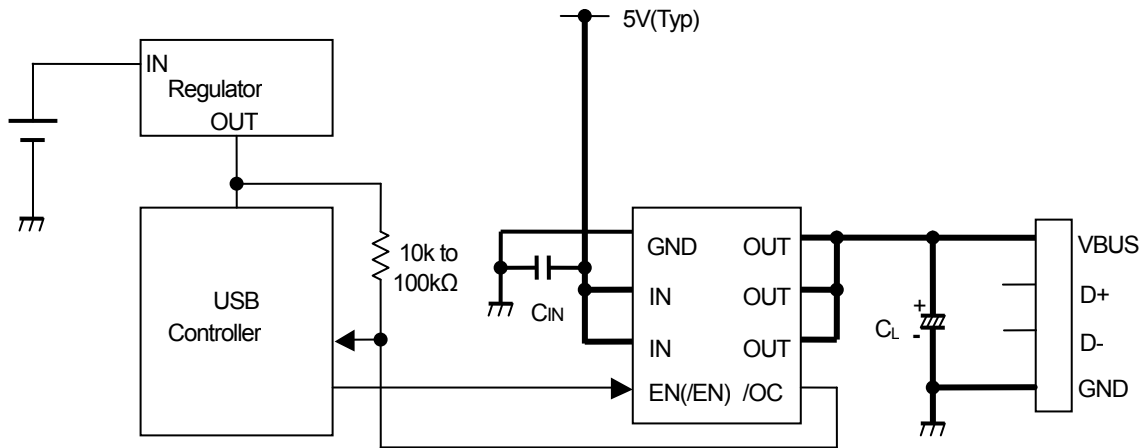 5V(Typ)
IN
Regulator
OUT
10k to
100kΩ
USB
Controller
CIN
GND OUT
IN OUT
IN OUT
EN(/EN) /OC
+
CL
-
VBUS
D+
D-
GND